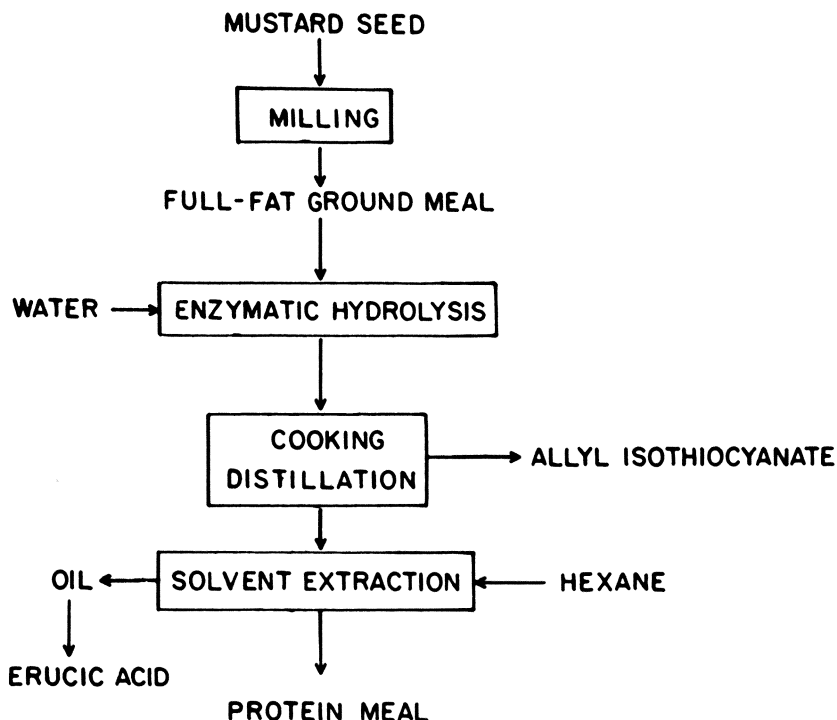 MUSTARD SEED
MILLING
FULL-FAT GROUND MEAL
WATER
ENZYMATIC HYDROLYSIS
COOKING
DISTILLATION
ALLYL ISOTHIOCYANATE
OIL
SOLVENT EXTRACTION
HEXANE
ERUCIC ACID
PROTEIN MEAL